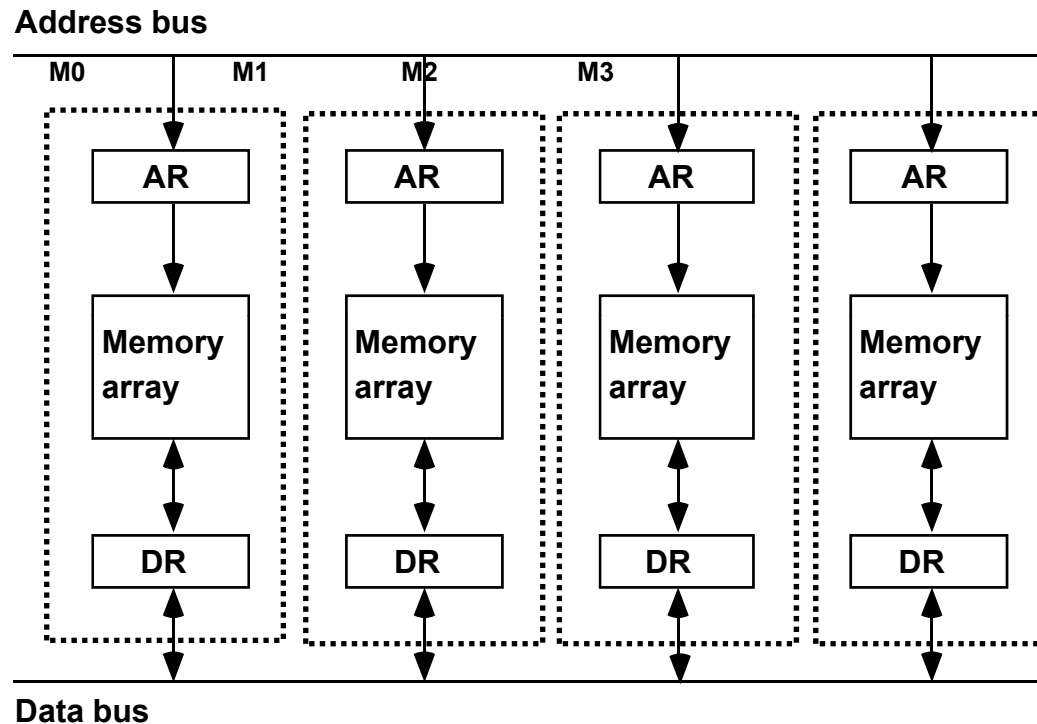 Address bus
M0 M1 M2 M3
AR AR AR AR
Memory Memory Memory Memory
array array array array
DR DR DR DR
Data bus